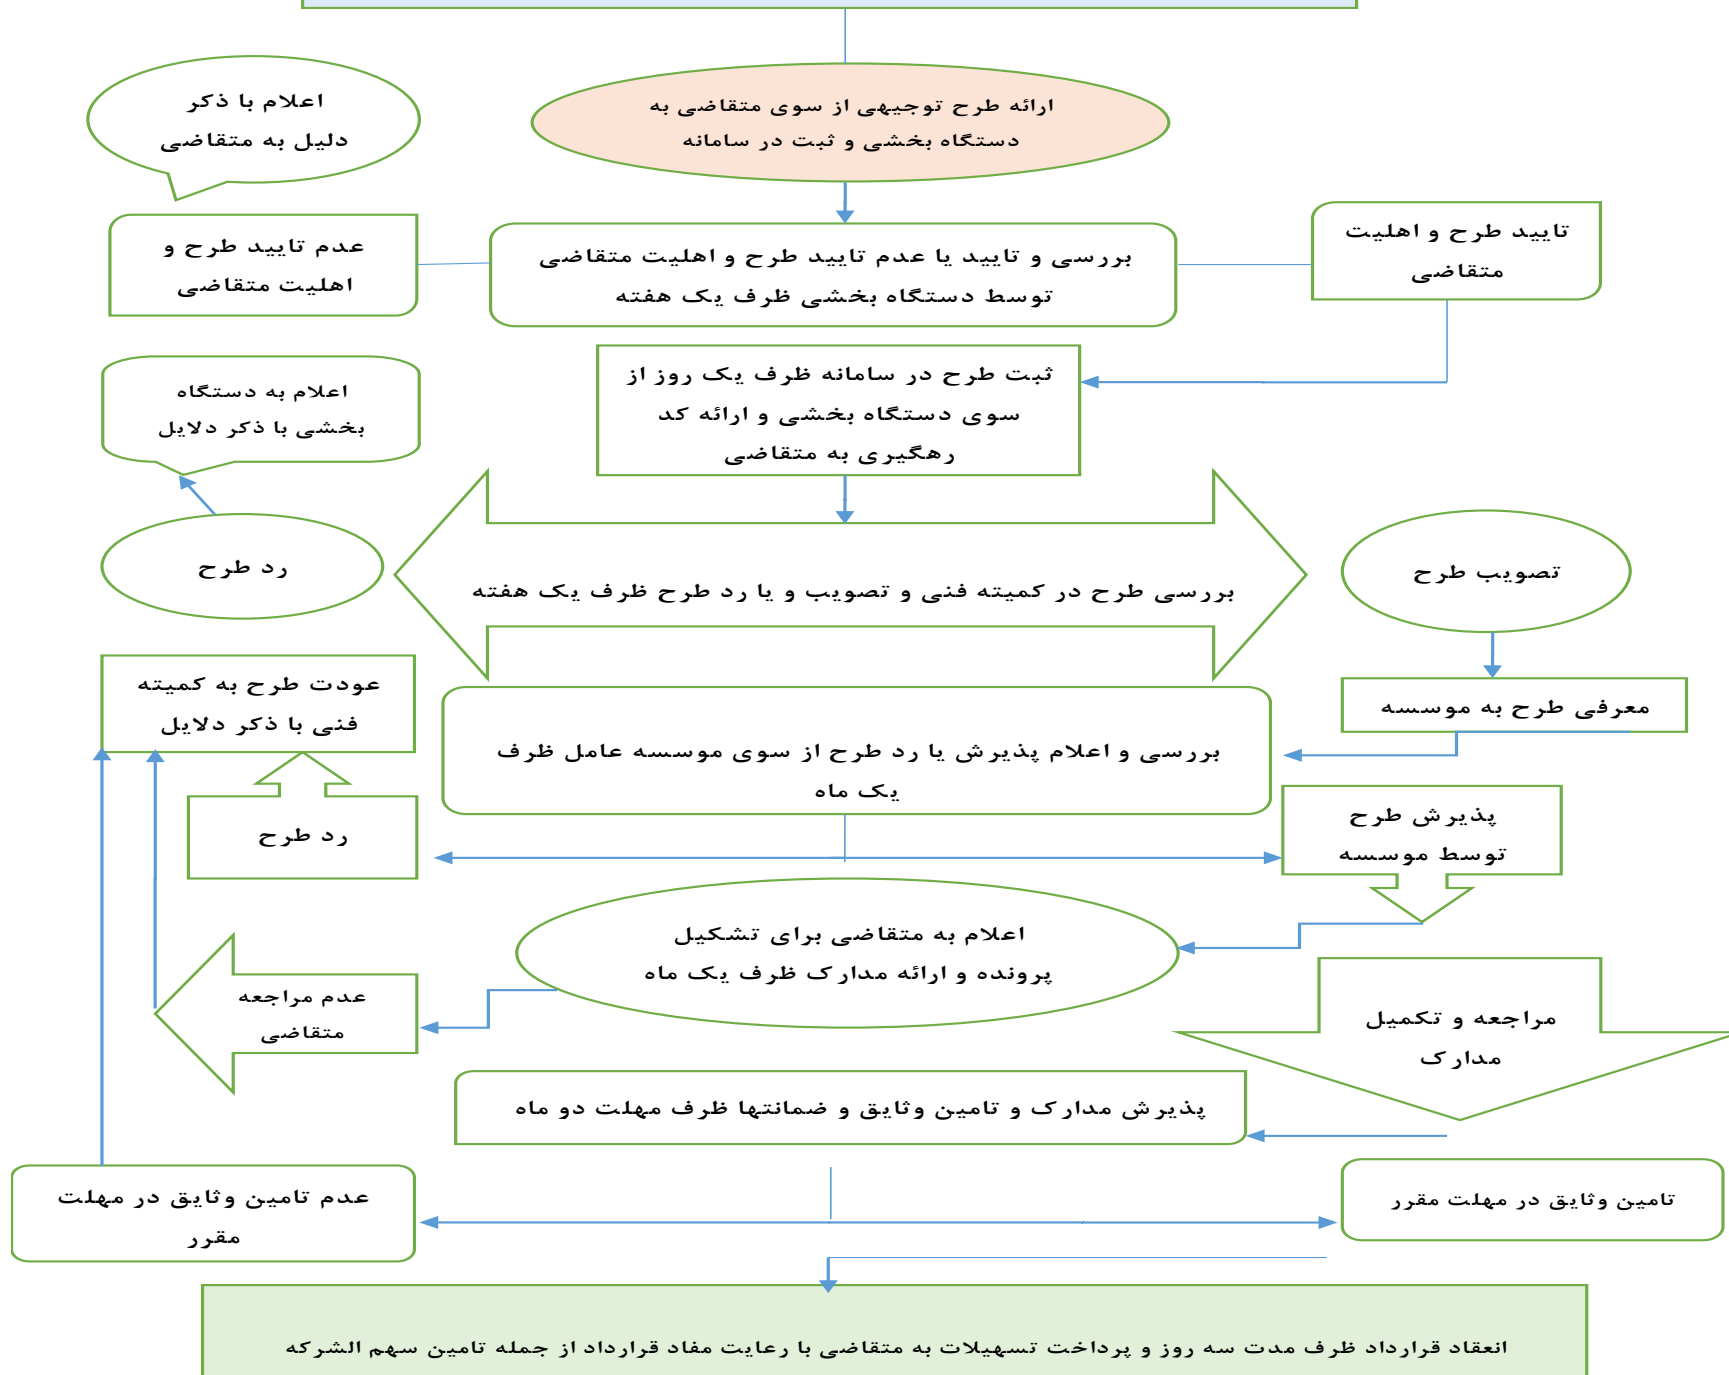 ارائه طرح توجیهی از سوی متقاضی به
دستگاه بخشی و ثبت در سامانه
اعلام با ذکر
دلیل به متقاضی
تایید طرح و اهلیت
متقاضی
بررسی و تایید یا عدم تایید طرح و اهلیت متقاضی
توسط دستگاه بخشی ظرف یک هفته
عدم تایید طرح و
اهلیت متقاضی
ثبت طرح در سامانه ظرف یک روز از
سوی دستگاه بخشی و ارائه کد
رهگیری به متقاضی
اعلام به دستگاه
بخشی با ذکر دلایل
تصویب طرح
بررسی طرح در کمیته فنی و تصویب و یا رد طرح ظرف یک هفته
رد طرح
معرفی طرح به موسسه
بررسی و اعلام پذیرش یا رد طرح از سوی موسسه عامل ظرف
یک ماه
عودت طرح به کمیته
فنی با ذکر دلایل
پذیرش طرح
توسط موسسه
رد طرح
اعلام به متقاضی برای تشکیل
پرونده و ارائه مدارک ظرف یک ماه
عدم مراجعه
متقاضی
مراجعه و تکمیل
مدارک
پذیرش مدارک و تامین وثایق و ضمانتها ظرف مهلت دو ماه
تامین وثایق در مهلت مقرر
عدم تامین وثایق در مهلت
مقرر
انعقاد قرارداد ظرف مدت سه روز و پرداخت تسهیلات به متقاضی با رعایت مفاد قرارداد از جمله تامین سهم الشرکه